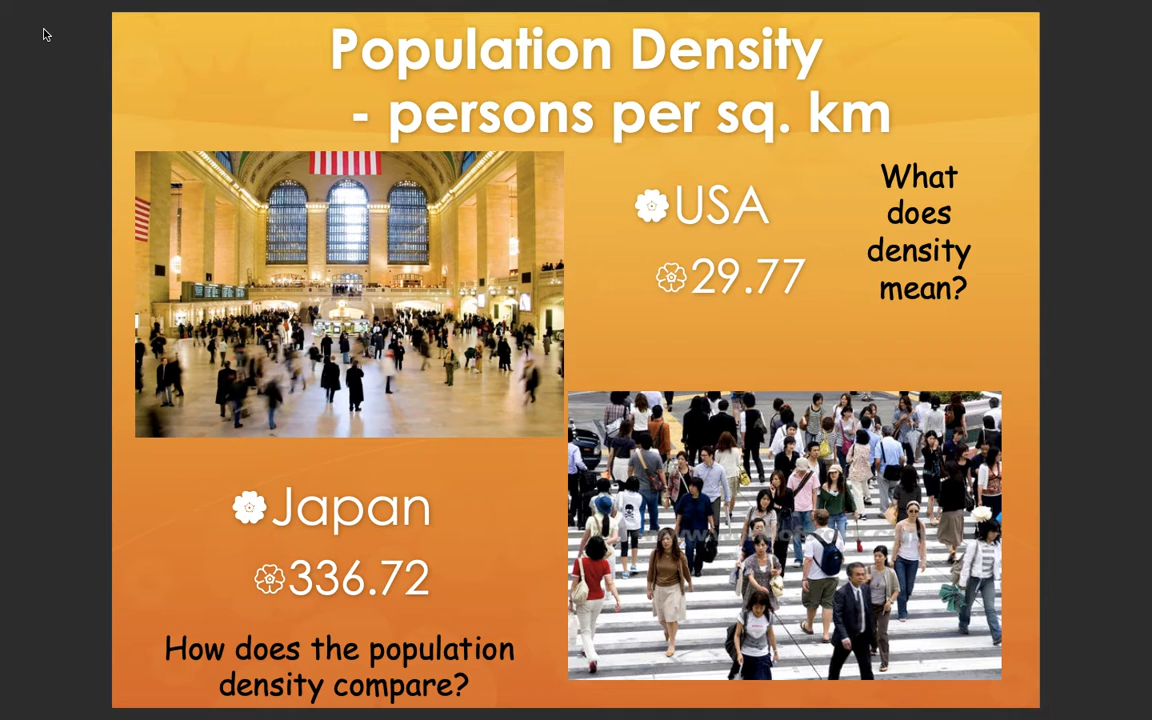 Population Density
- persons per sq. km
USA
29.77
What
does
density
mean?
Japan
336.72
How does the population
density compare?